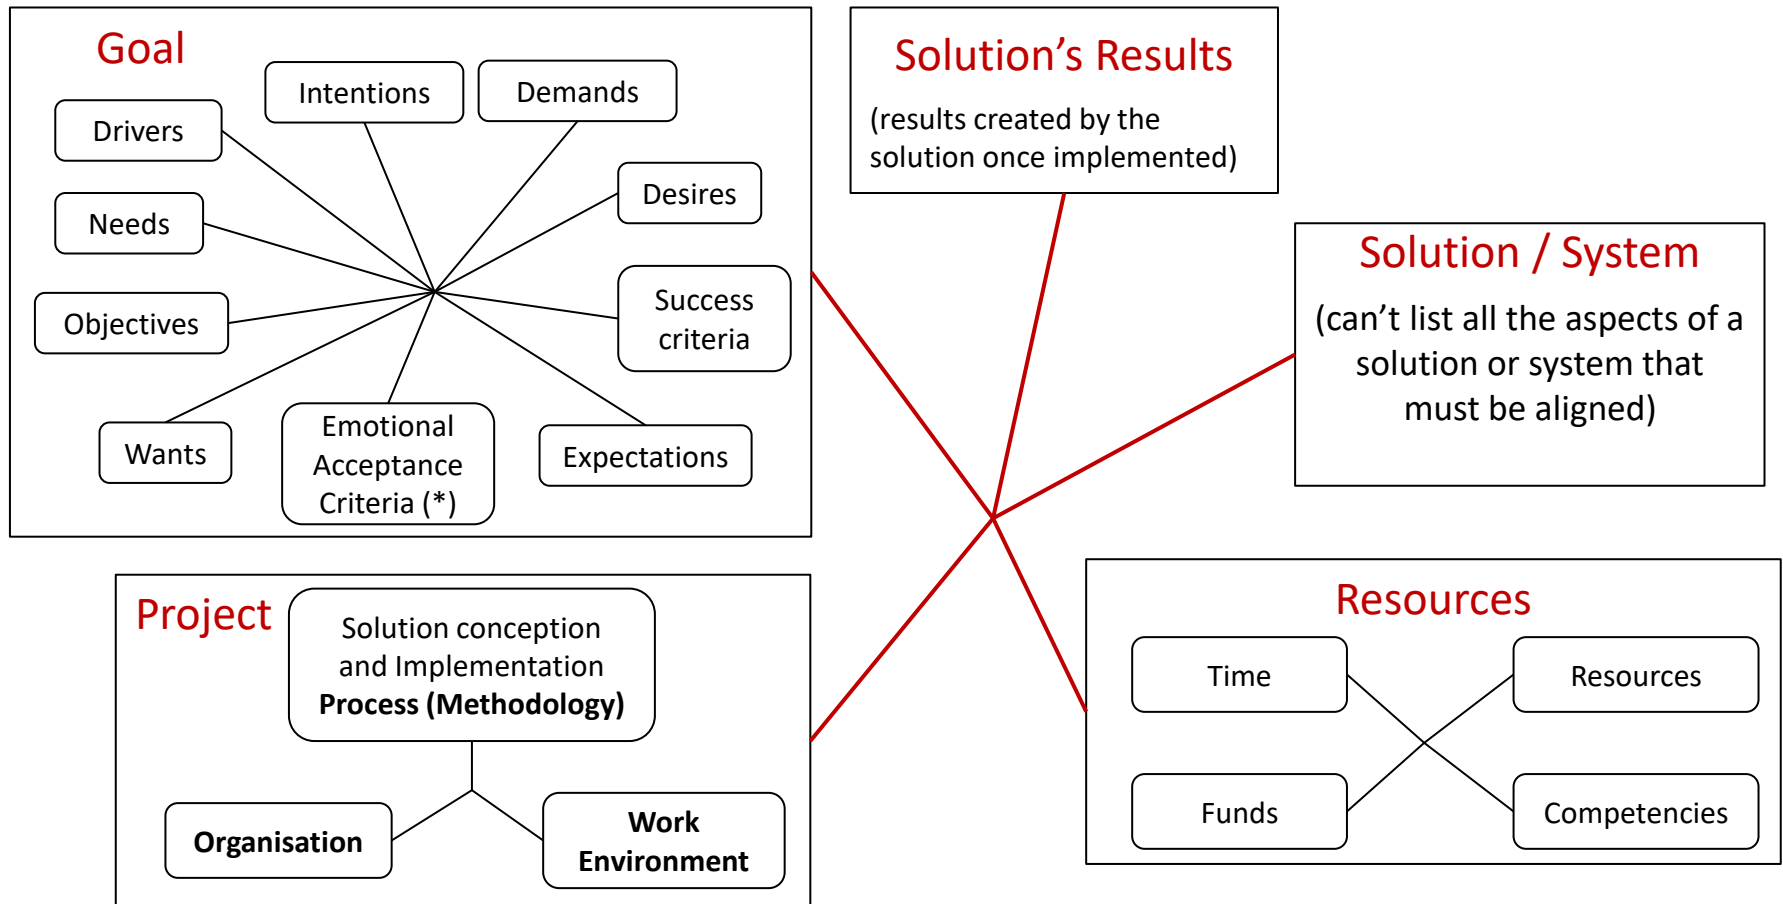 Goal
Intentions
Demands
Drivers
Desires
Needs
Objectives
Success
criteria
Wants
Emotional
Acceptance
Criteria (*)
Expectations
Solution's Results
(results created by the
solution once implemented)
Solution / System
(can't list all the aspects of a
solution or system that
must be aligned)
Project
Solution conception
and Implementation
Process (Methodology)
Organisation
Work
Environment
Resources
Time
Resources
Funds
Competencies